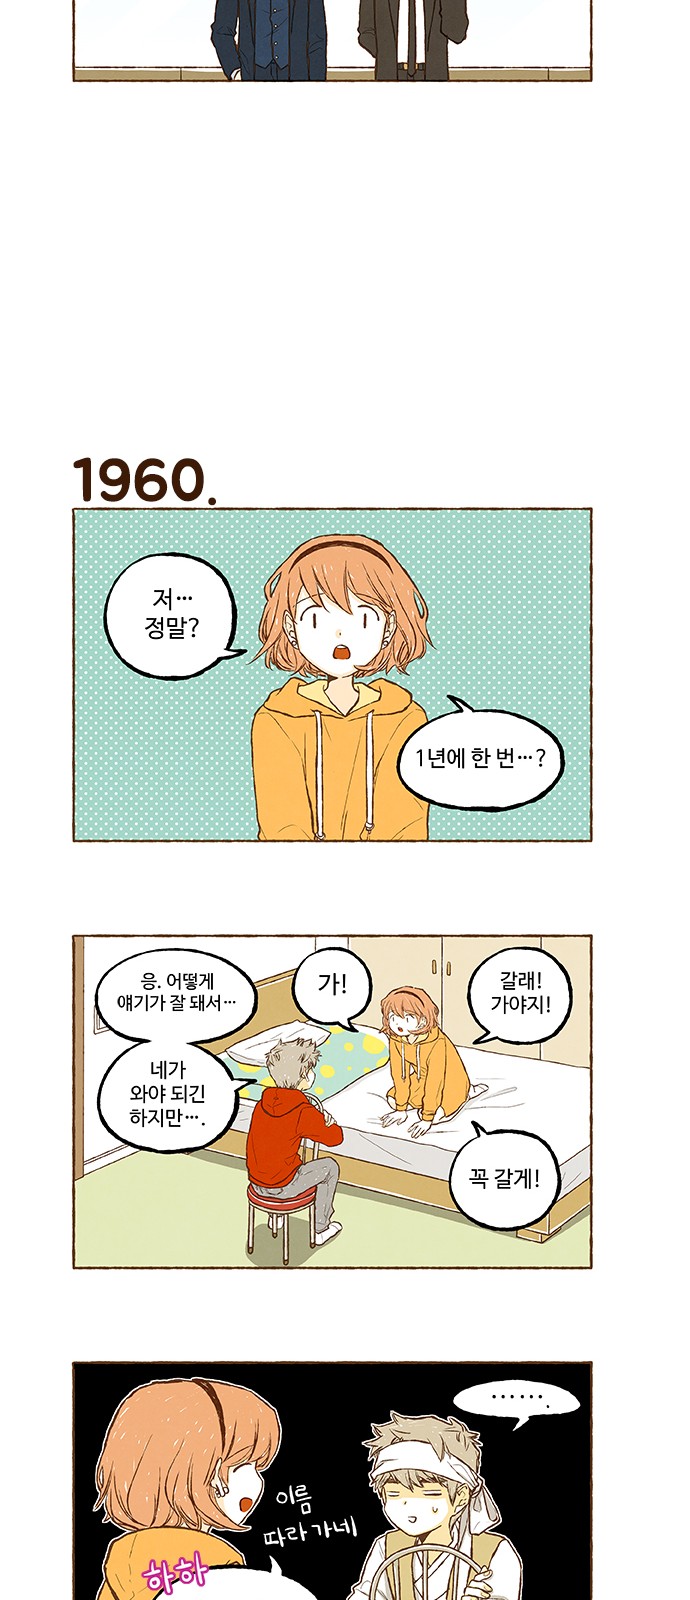 1960.
저…
정말?
1년에 한 번…?
응. 어떻게
얘기가 잘 돼서…
가!
갈래!
가야지!
네가
와야 되긴
하지만….
꼭 갈게!
…….
이름
따라 가네
하하